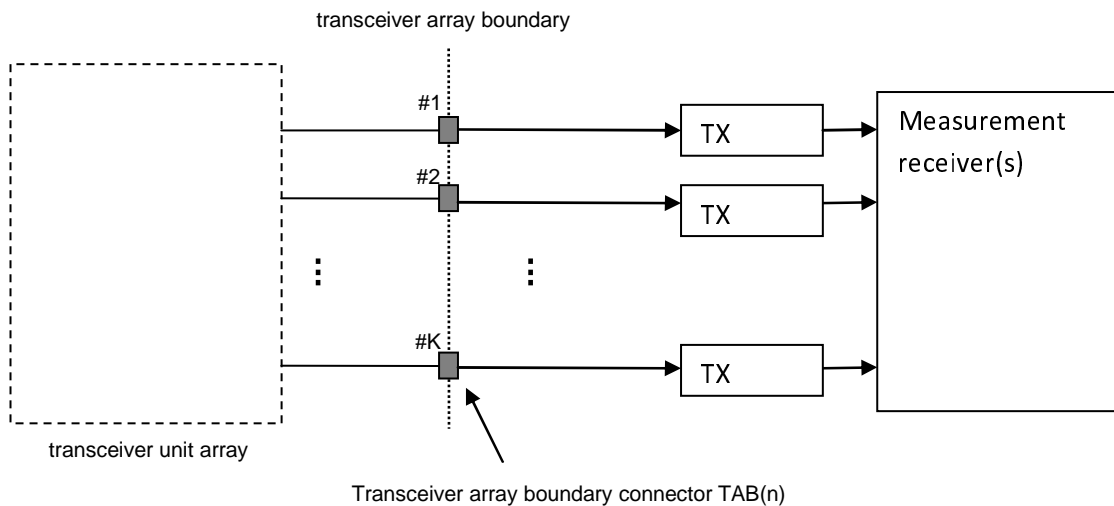 transceiver array boundary
#1
TX
Measurement
receiver(s)
#2
TX
#K
TX
transceiver unit array
Transceiver array boundary connector TAB(n)